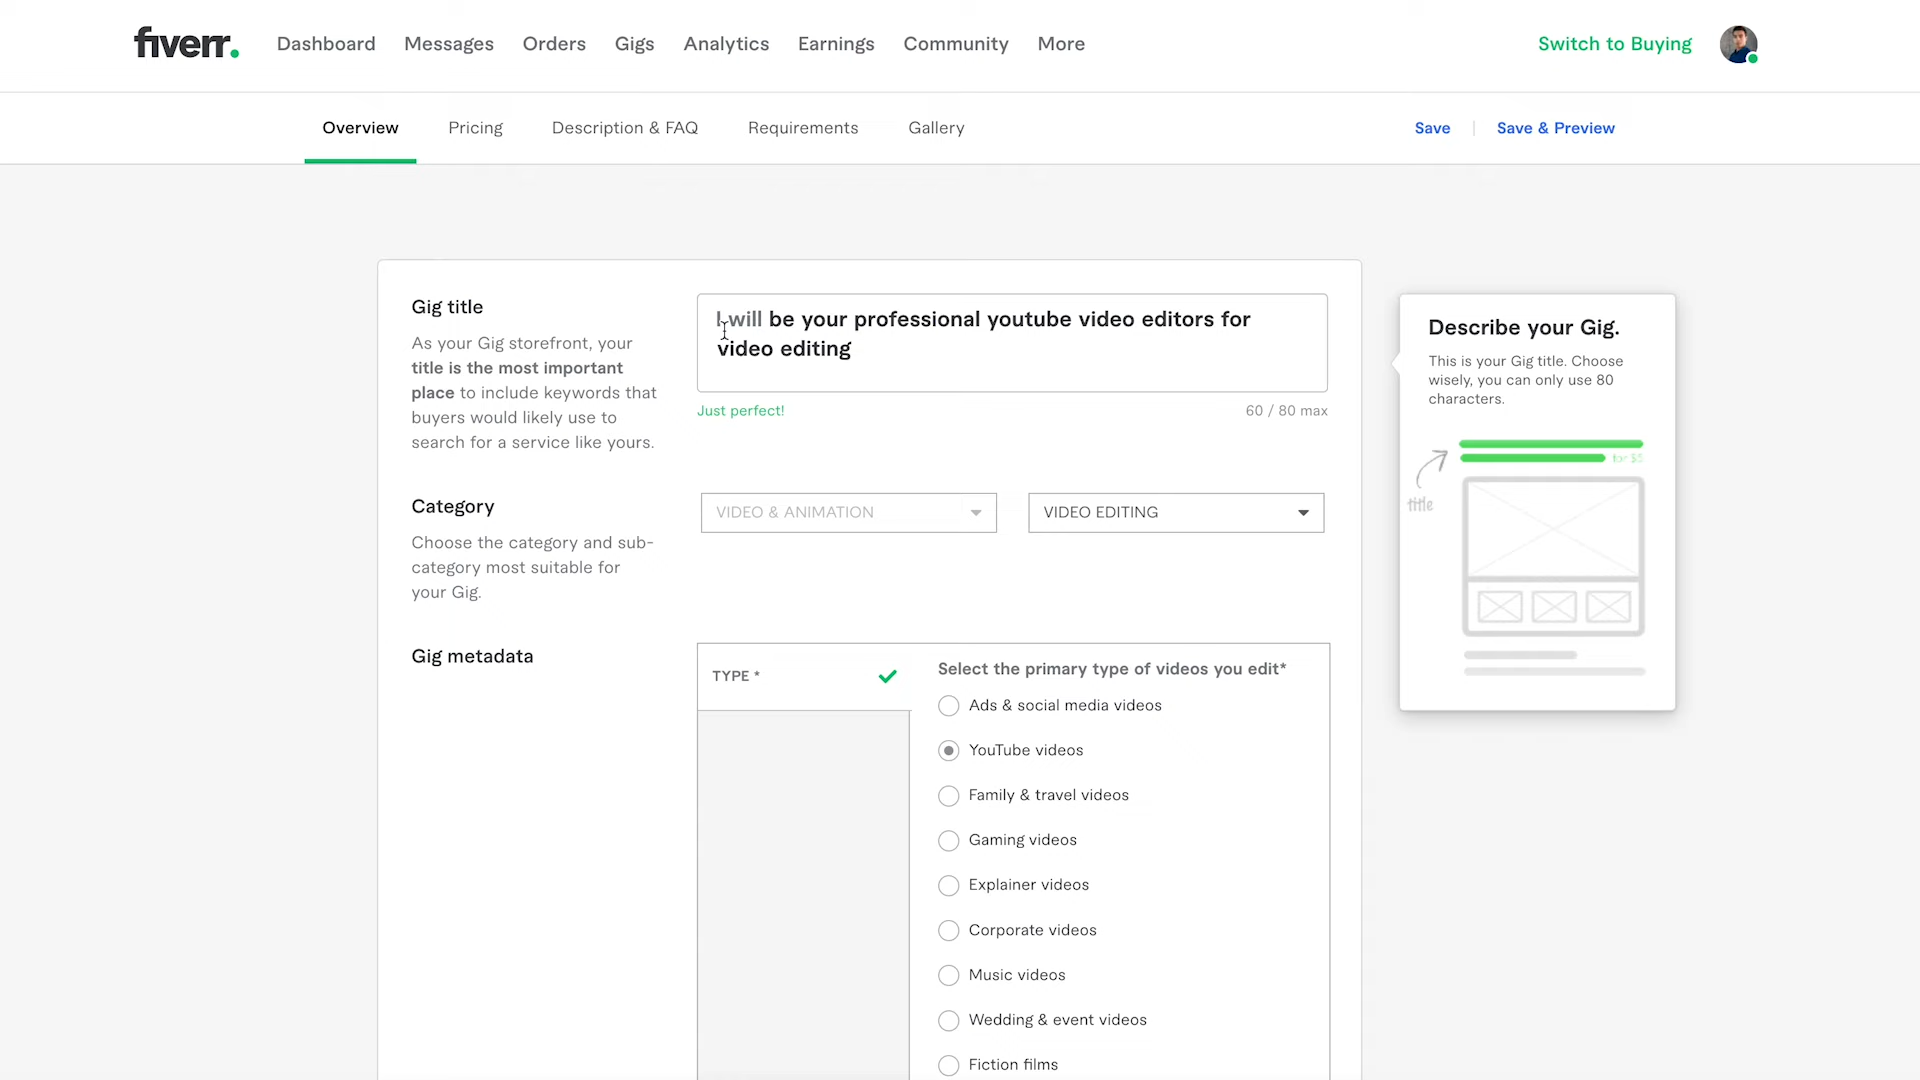 fiverr.
Dashboard Messages Orders Gigs Analytics Earnings Community More
Switch to Buying
Overview Pricing Description & FAQ Requirements Gallery
Save | Save & Preview
Gig title
As your Gig storefront, your
title is the most important
place to include keywords that
buyers would likely use to
search for a service like yours.
I will be your professional youtube video editors for
video editing
Just perfect!
60 / 80 max
Describe your Gig.
This is your Gig title. Choose
wisely, you can only use 80
characters.
for $5
title
Category
Choose the category and sub-
category most suitable for
your Gig.
VIDEO & ANIMATION
VIDEO EDITING
Gig metadata
TYPE *
Select the primary type of videos you edit*
Ads & social media videos
YouTube videos
Family & travel videos
Gaming videos
Explainer videos
Corporate videos
Music videos
Wedding & event videos
Fiction films